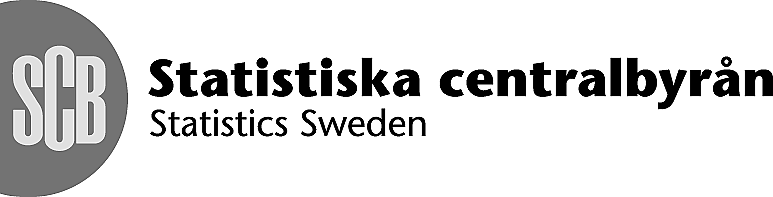 SCB
Statistiska centralbyrån
Statistics Sweden